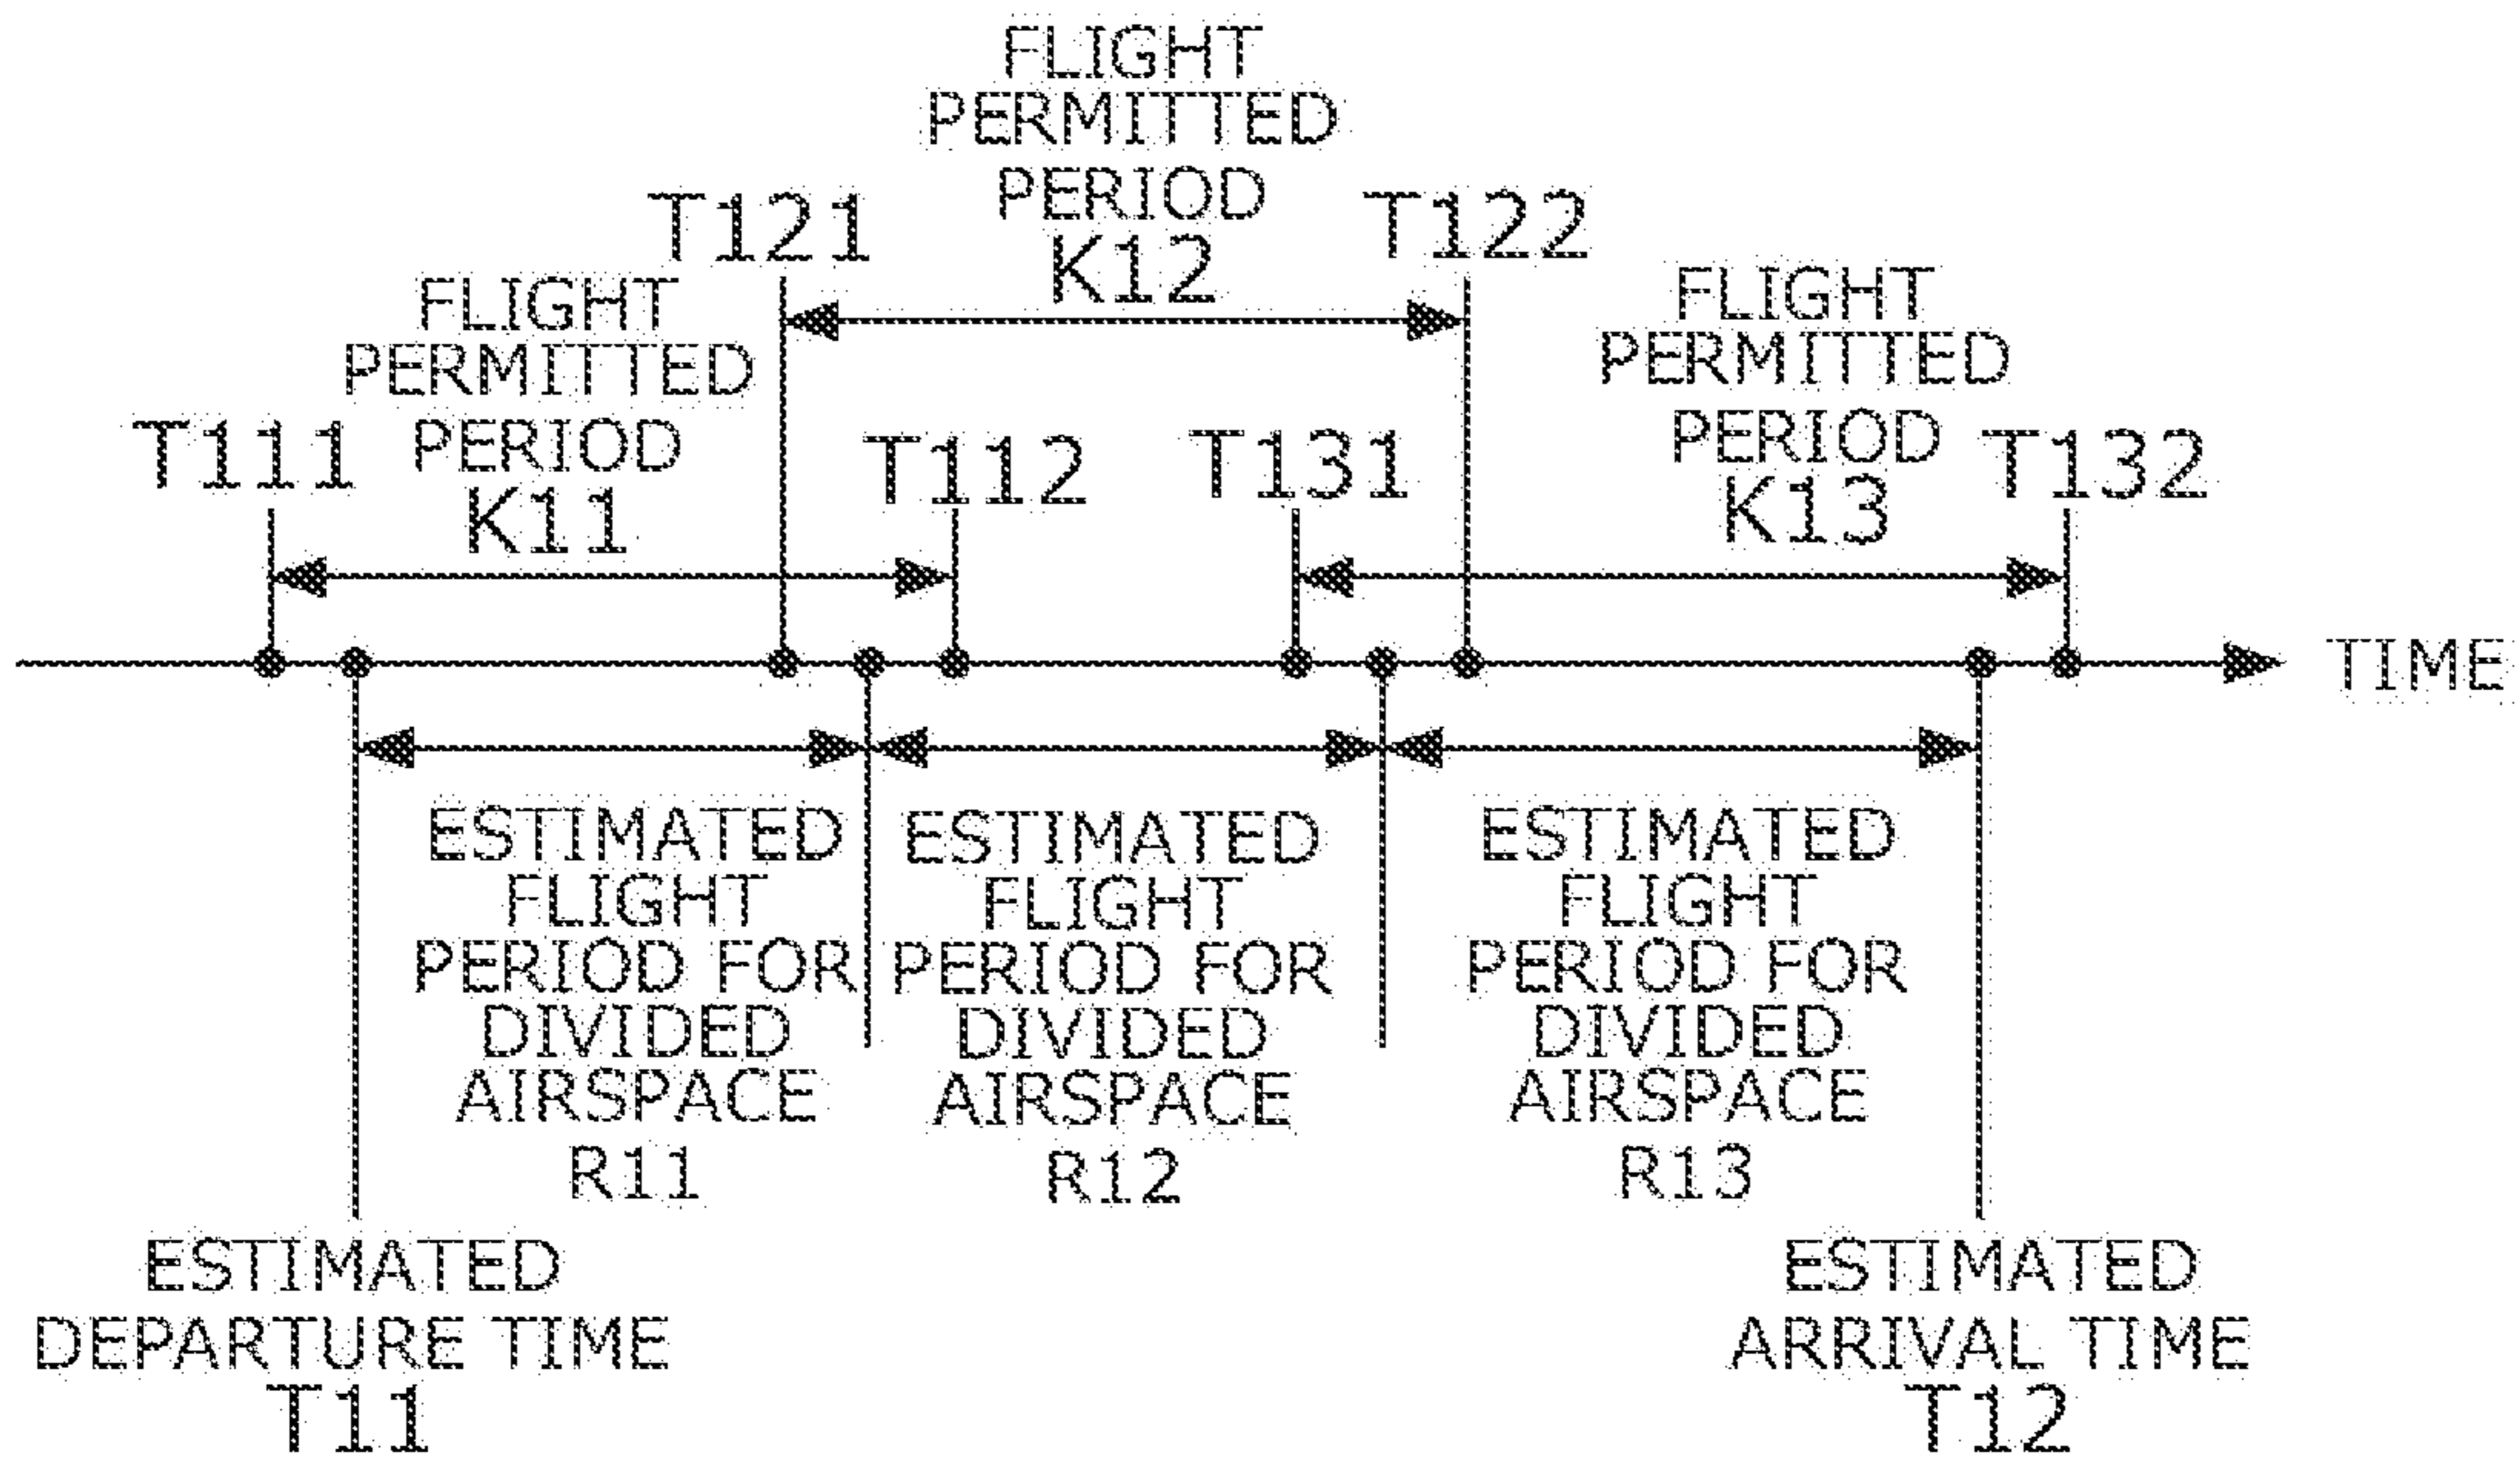 FLIGHT
PERMITTED
PERIOD
K12
T121
T122
FLIGHT
PERMITTED
PERIOD
K11
FLIGHT
PERMITTED
PERIOD
K13
T111
T112
T131
T132
TIME
ESTIMATED
FLIGHT
PERIOD FOR
DIVIDED
AIRSPACE
R11
ESTIMATED
FLIGHT
PERIOD FOR
DIVIDED
AIRSPACE
R12
ESTIMATED
FLIGHT
PERIOD FOR
DIVIDED
AIRSPACE
R13
ESTIMATED
DEPARTURE TIME
T11
ESTIMATED
ARRIVAL TIME
T12